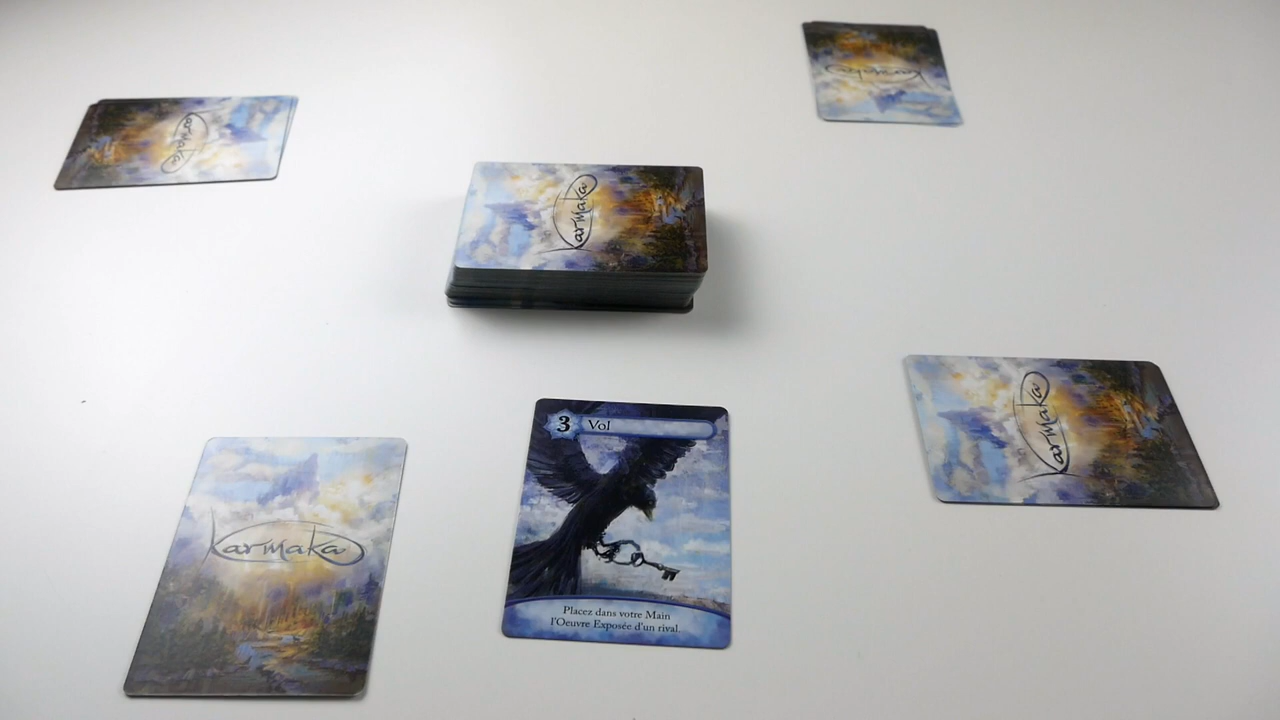 Karmaka
Karmaka
Karmaka
Karmaka
Karmaka
3 Vol
Placez dans votre Main
l'Oeuvre Exposée d'un rival.